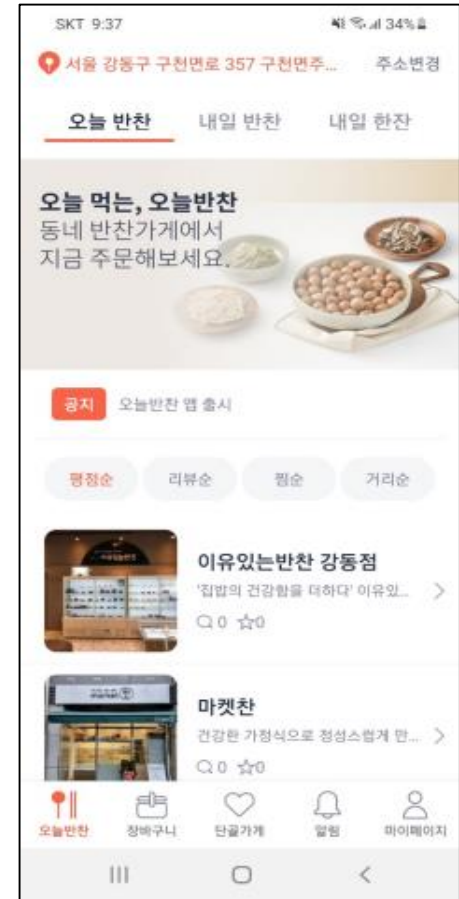 SKT 9:37 34%
서울 강동구 구천면로 357 구천면주... 주소변경
오늘 반찬 내일 반찬 내일 한잔
오늘 먹는, 오늘반찬
동네 반찬가게에서
지금 주문해보세요.
공지 오늘반찬 앱 출시
평점순 리뷰순 찜순 거리순
이유있는반찬 강동점
'집밥의 건강함을 더하다' 이유있...
0 0
마켓찬
건강한 가정식으로 정성스럽게 만...
0 0
오늘반찬 장바구니 단골가게 알림 마이페이지